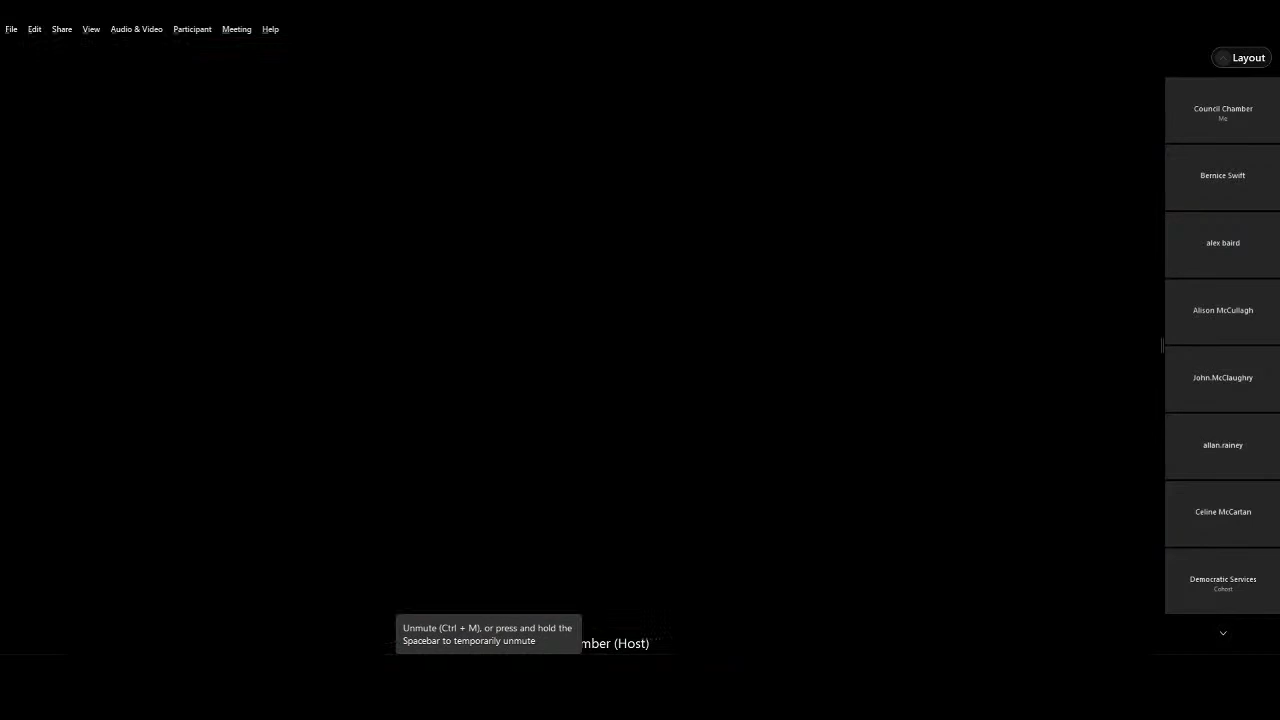 File Edit Share View Audio & Video Participant Meeting Help
Layout
Council Chamber
Me
Bernice Swift
alex baird
Alison McCullagh
John.McClaughry
allan.rainey
Celine McCartan
Democratic Services
Cohost
Unmute (Ctrl + M), or press and hold the
Spacebar to temporarily unmute
mber (Host)